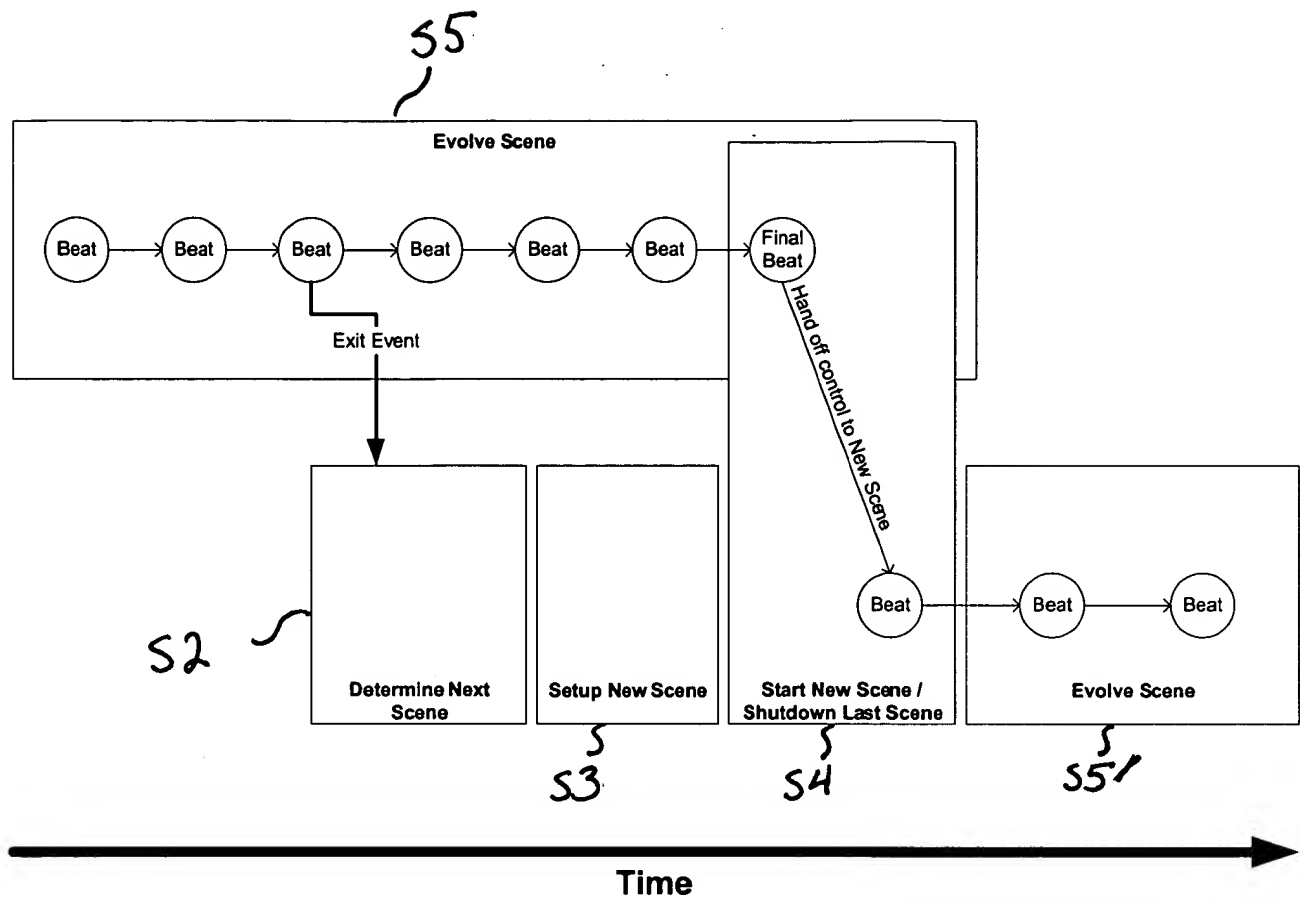 S5
Evolve Scene
Beat
Beat
Beat
Beat
Beat
Beat
Final
Beat
Exit Event
Hand off control to New Scene
Beat
Beat
Beat
S2
Determine Next
Scene
Setup New Scene
Start New Scene /
Shutdown Last Scene
Evolve Scene
S3
S4
S5'
Time